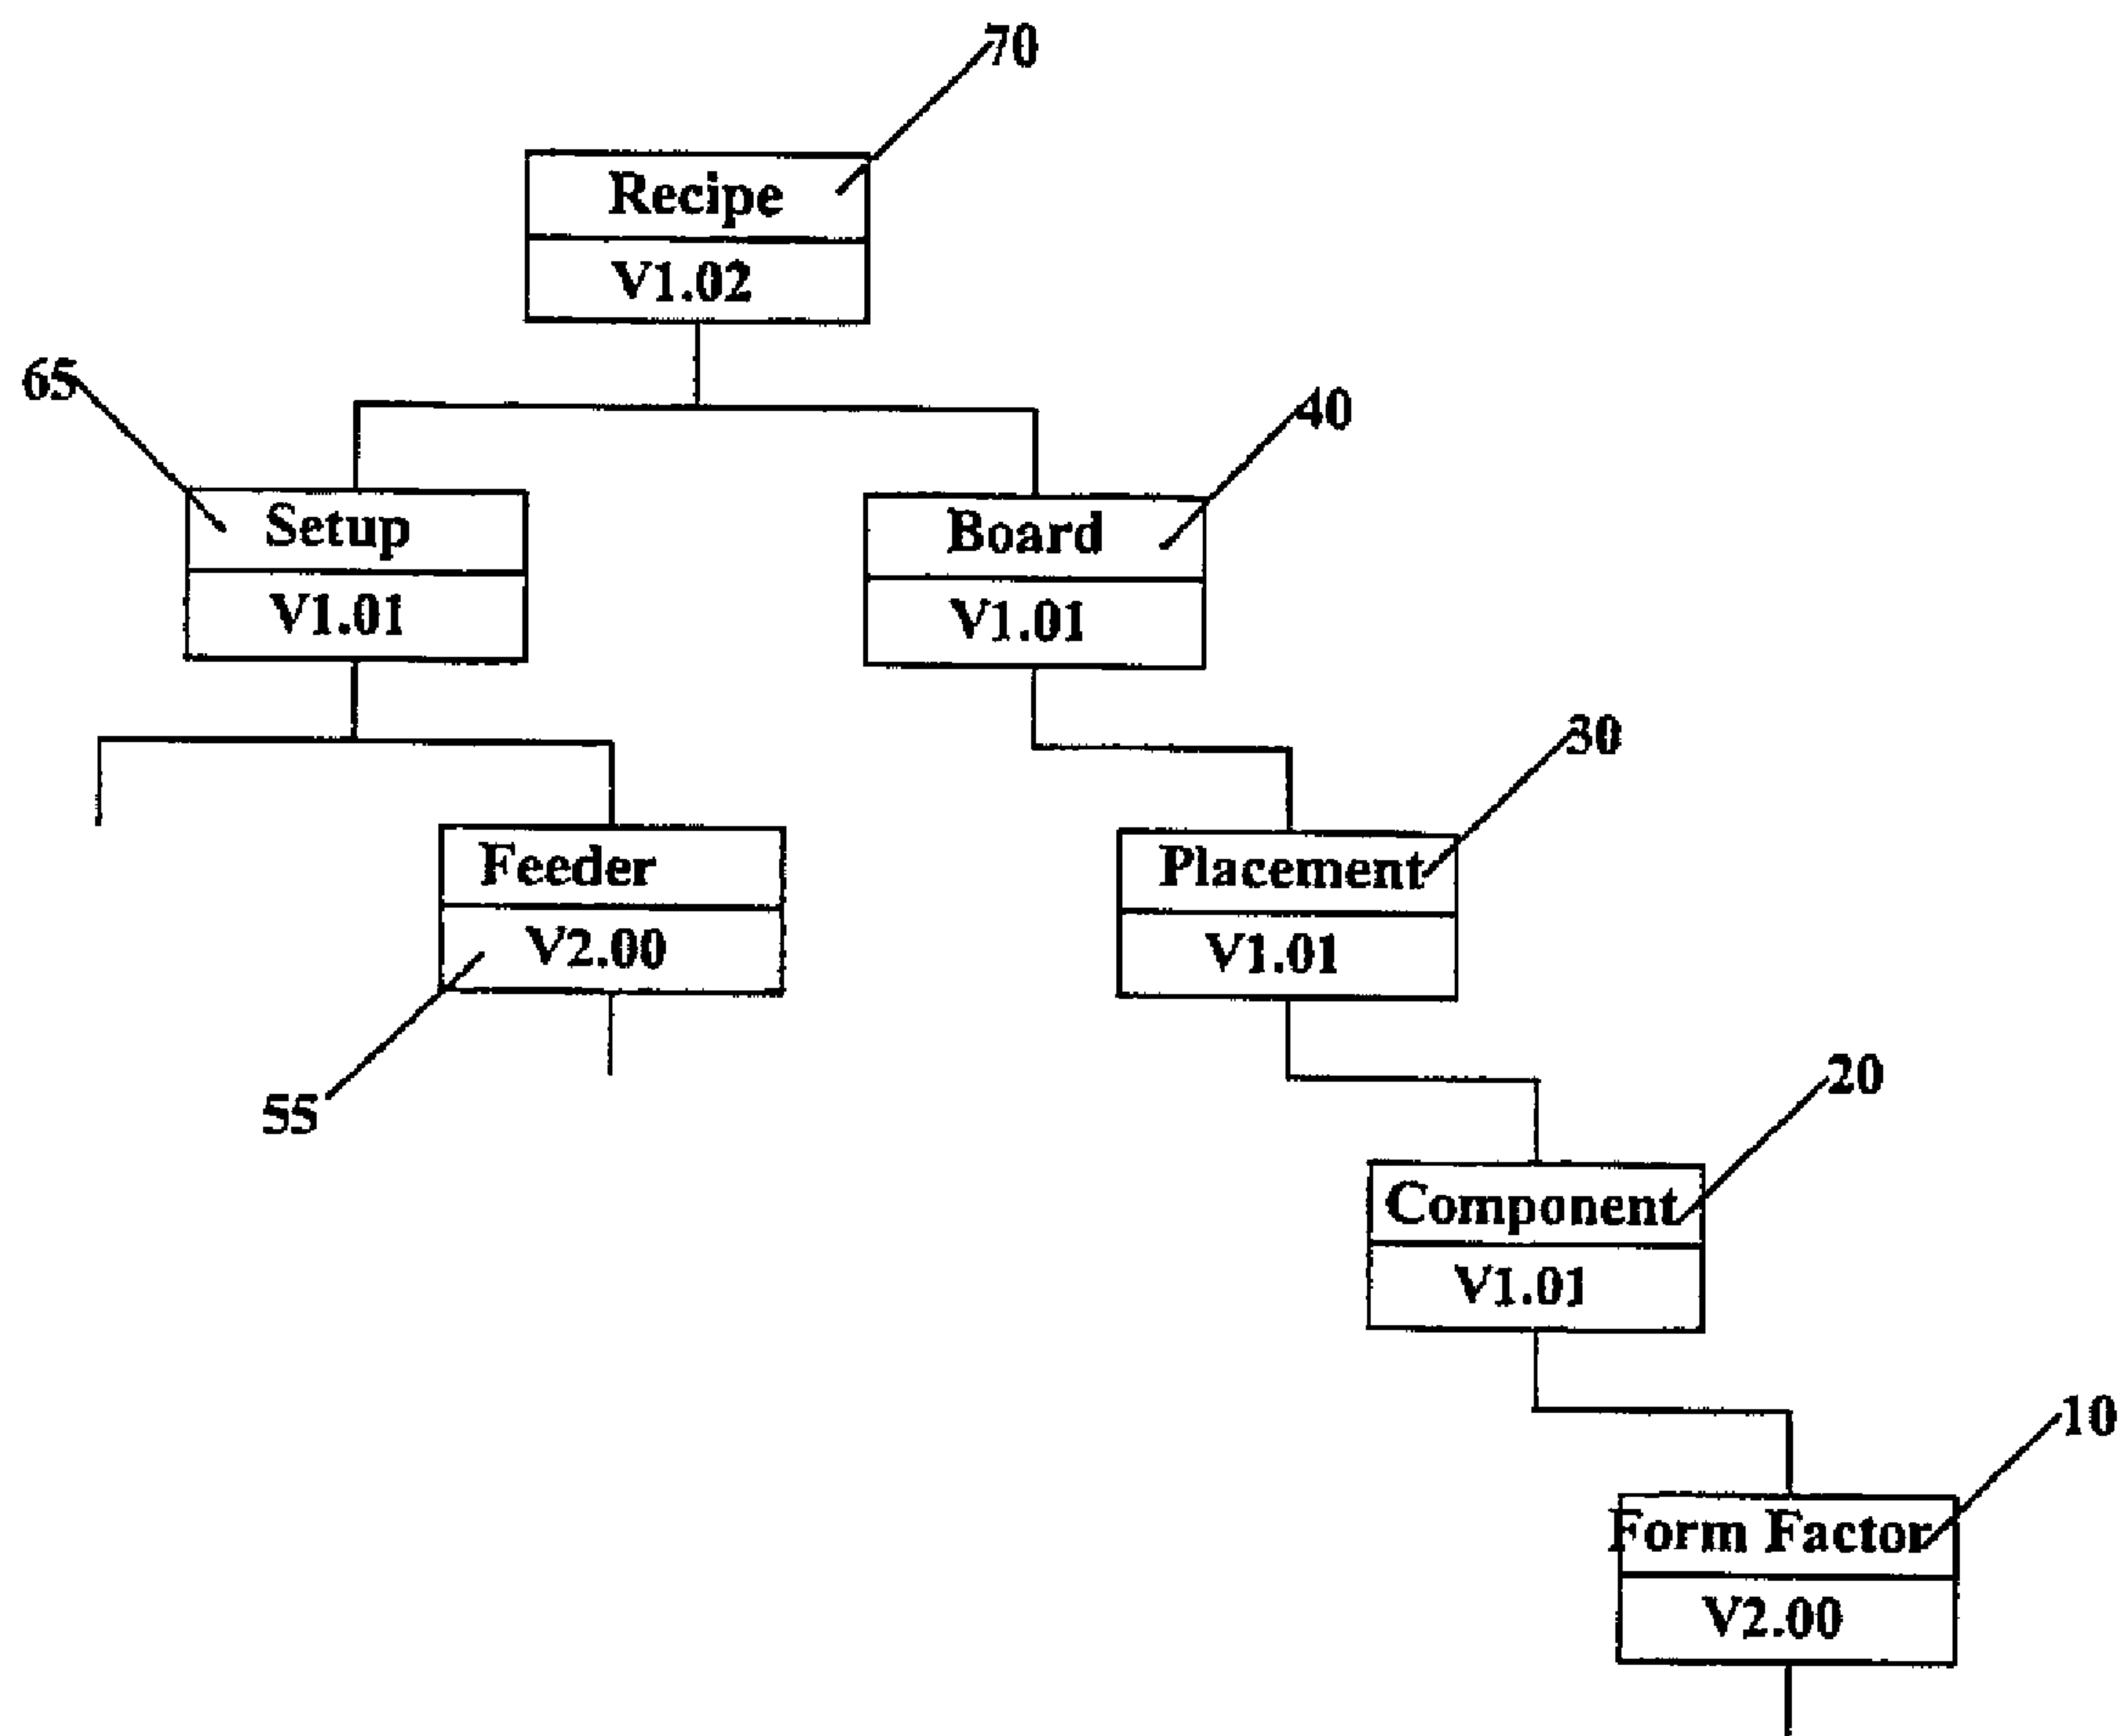 70
Recipe
V1.02
65
40
Setup
V1.01
Board
V1.01
30
Feeder
V2.00
Placement
V1.01
55
20
Component
V1.01
10
Form Factor
V2.00